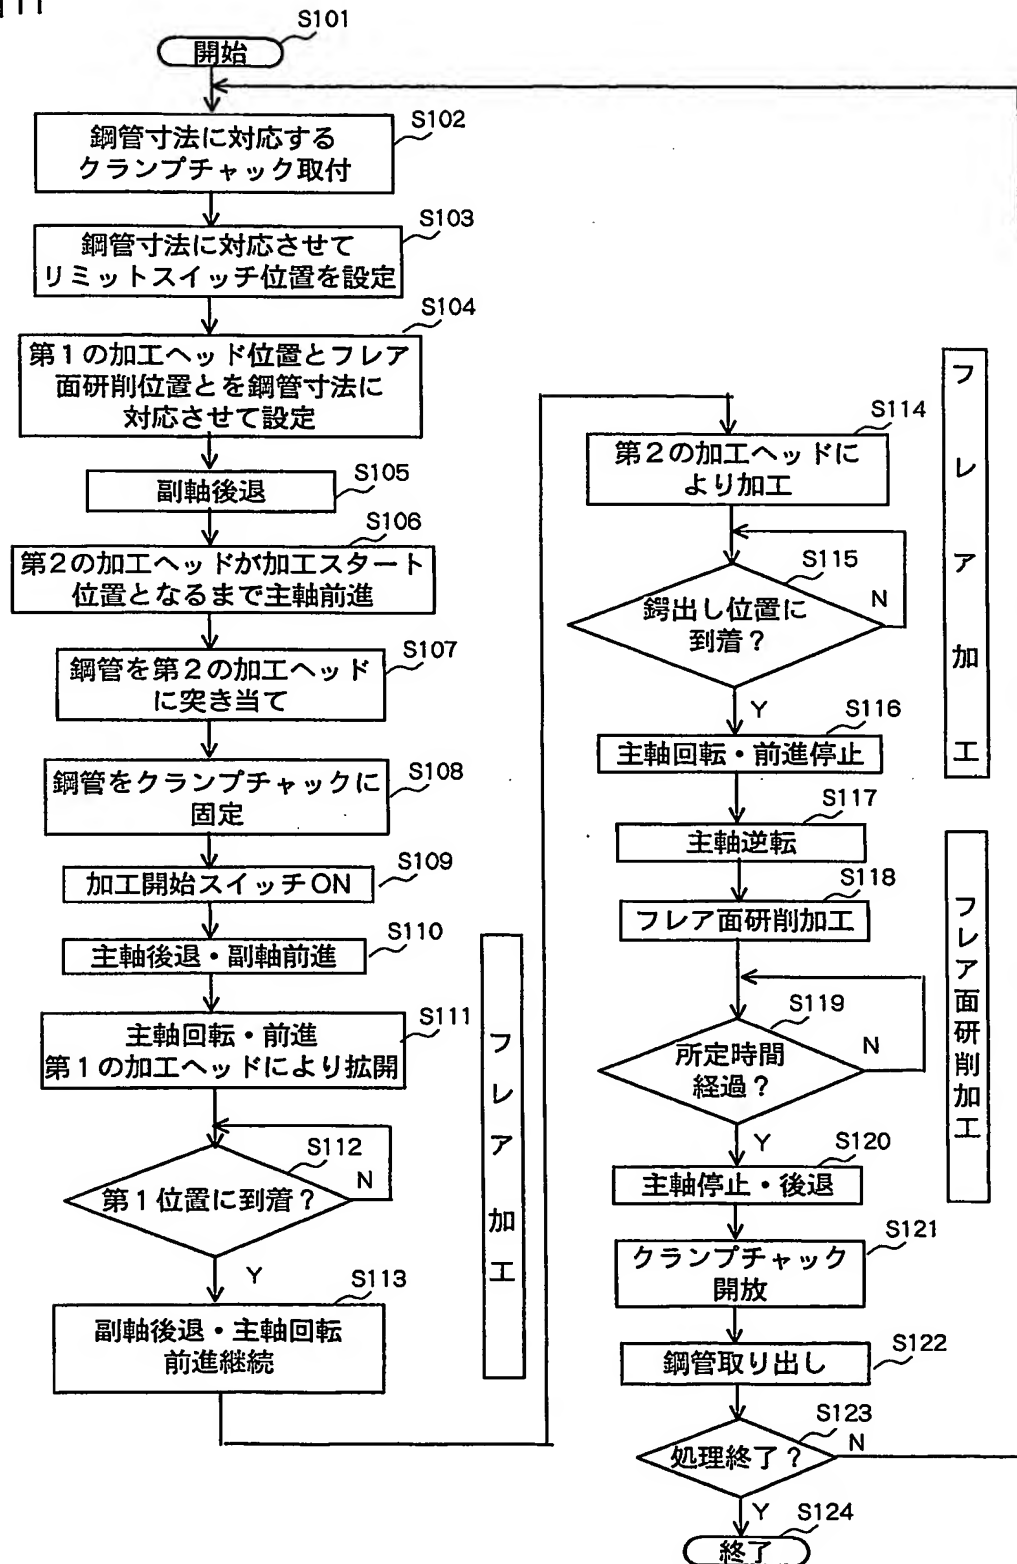 S101
開始
S102
鋼管寸法に対応する
クランプチャック取付
S103
鋼管寸法に対応させて
リミットスイッチ位置を設定
S104
第1の加工ヘッド位置とフレア
面研削位置とを鋼管寸法に
対応させて設定
S105
副軸後退
S106
第2の加工ヘッドが加工スタート
位置となるまで主軸前進
S107
鋼管を第2の加工ヘッド
に突き当て
S108
鋼管をクランプチャックに
固定
S109
加工開始スイッチON
S110
主軸後退・副軸前進
S111
主軸回転・前進
第1の加工ヘッドにより拡開
S112
第1位置に到着?
N
Y
S113
副軸後退・主軸回転
前進継続
フレア加工
S114
第2の加工ヘッドに
より加工
S115
鍔出し位置に
到着?
N
Y
S116
主軸回転・前進停止
フレア加工
S117
主軸逆転
S118
フレア面研削加工
S119
所定時間
経過?
N
Y
S120
主軸停止・後退
フレア面研削加工
S121
クランプチャック
開放
S122
鋼管取り出し
S123
処理終了?
N
Y
S124
終了